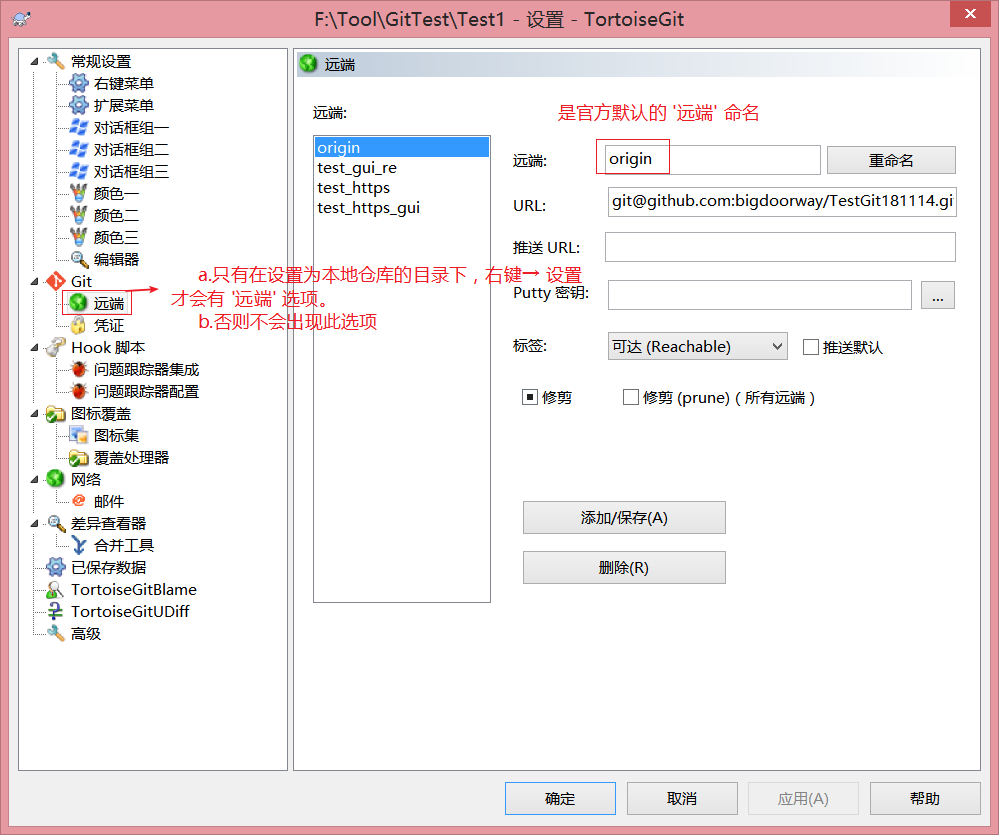 F:\Tool\GitTest\Test1 - 设置 - TortoiseGit
常规设置
右键菜单
扩展菜单
对话框组一
对话框组二
对话框组三
颜色一
颜色二
颜色三
编辑器
Git
远端
凭证
Hook 脚本
问题跟踪器集成
问题跟踪器配置
图标覆盖
图标集
覆盖处理器
网络
邮件
差异查看器
合并工具
已保存数据
TortoiseGitBlame
TortoiseGitUDiff
高级
a.只有在设置为本地仓库的目录下，右键→ 设置
才会有 '远端' 选项。
b.否则不会出现此选项
远端
远端:
origin
test_gui_re
test_https
test_https_gui
是官方默认的 '远端' 命名
远端: origin 重命名
URL: git@github.com:bigdoorway/TestGit181114.gi
推送 URL:
Putty 密钥: ...
标签: 可达 (Reachable) 推送默认
修剪 修剪 (prune) ( 所有远端 )
添加/保存(A)
删除(R)
确定 取消 应用(A) 帮助